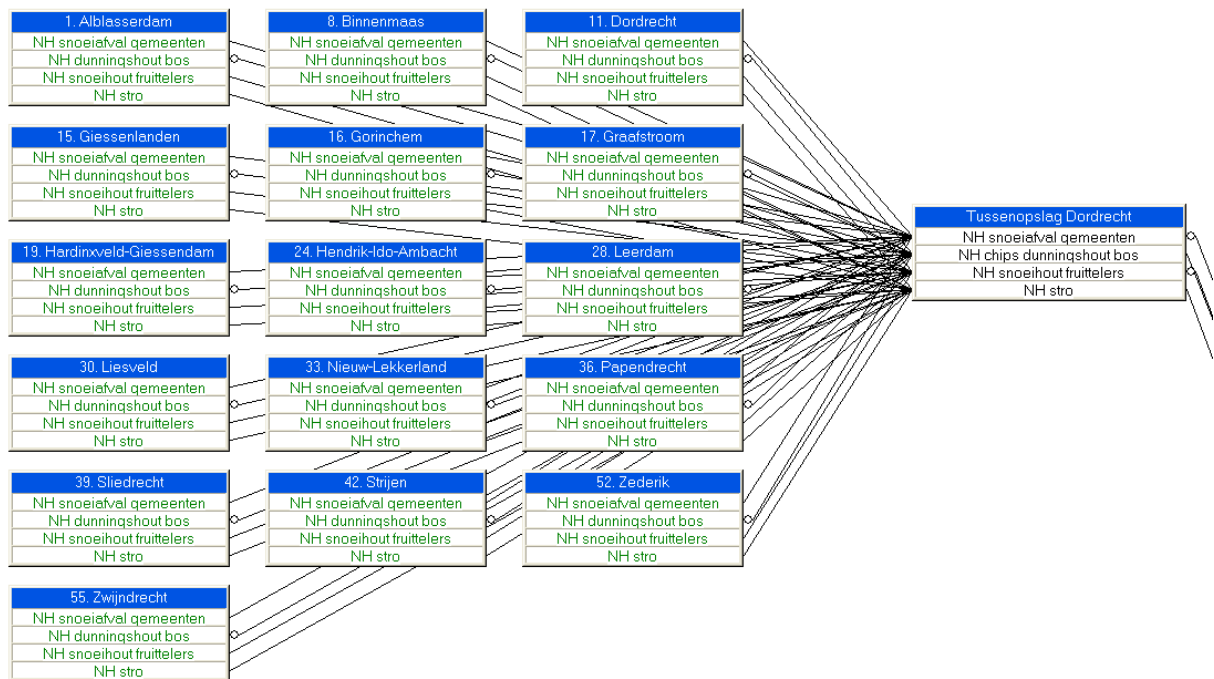 1. Alblasserdam
NH snoeiafval gemeenten
NH dunningshout bos
NH snoeihout fruittelers
NH stro
8. Binnenmaas
NH snoeiafval gemeenten
NH dunningshout bos
NH snoeihout fruittelers
NH stro
11. Dordrecht
NH snoeiafval gemeenten
NH dunningshout bos
NH snoeihout fruittelers
NH stro
15. Giessenlanden
NH snoeiafval gemeenten
NH dunningshout bos
NH snoeihout fruittelers
NH stro
16. Gorinchem
NH snoeiafval gemeenten
NH dunningshout bos
NH snoeihout fruittelers
NH stro
17. Graafstroom
NH snoeiafval gemeenten
NH dunningshout bos
NH snoeihout fruittelers
NH stro
19. Hardinxveld-Giessendam
NH snoeiafval gemeenten
NH dunningshout bos
NH snoeihout fruittelers
NH stro
24. Hendrik-Ido-Ambacht
NH snoeiafval gemeenten
NH dunningshout bos
NH snoeihout fruittelers
NH stro
28. Leerdam
NH snoeiafval gemeenten
NH dunningshout bos
NH snoeihout fruittelers
NH stro
30. Liesveld
NH snoeiafval gemeenten
NH dunningshout bos
NH snoeihout fruittelers
NH stro
33. Nieuw-Lekkerland
NH snoeiafval gemeenten
NH dunningshout bos
NH snoeihout fruittelers
NH stro
36. Papendrecht
NH snoeiafval gemeenten
NH dunningshout bos
NH snoeihout fruittelers
NH stro
39. Sliedrecht
NH snoeiafval gemeenten
NH dunningshout bos
NH snoeihout fruittelers
NH stro
42. Strijen
NH snoeiafval gemeenten
NH dunningshout bos
NH snoeihout fruittelers
NH stro
52. Zederik
NH snoeiafval gemeenten
NH dunningshout bos
NH snoeihout fruittelers
NH stro
55. Zwijndrecht
NH snoeiafval gemeenten
NH dunningshout bos
NH snoeihout fruittelers
NH stro
Tussenopslag Dordrecht
NH snoeiafval gemeenten
NH chips dunningshout bos
NH snoeihout fruittelers
NH stro